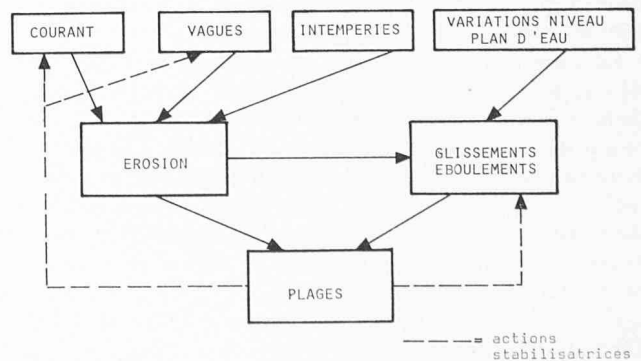 COURANT
VAGUES
INTEMPERIES
VARIATIONS NIVEAU
PLAN D'EAU
EROSION
GLISSEMENTS
EBOULEMENTS
PLAGES
= actions
stabilisatrices